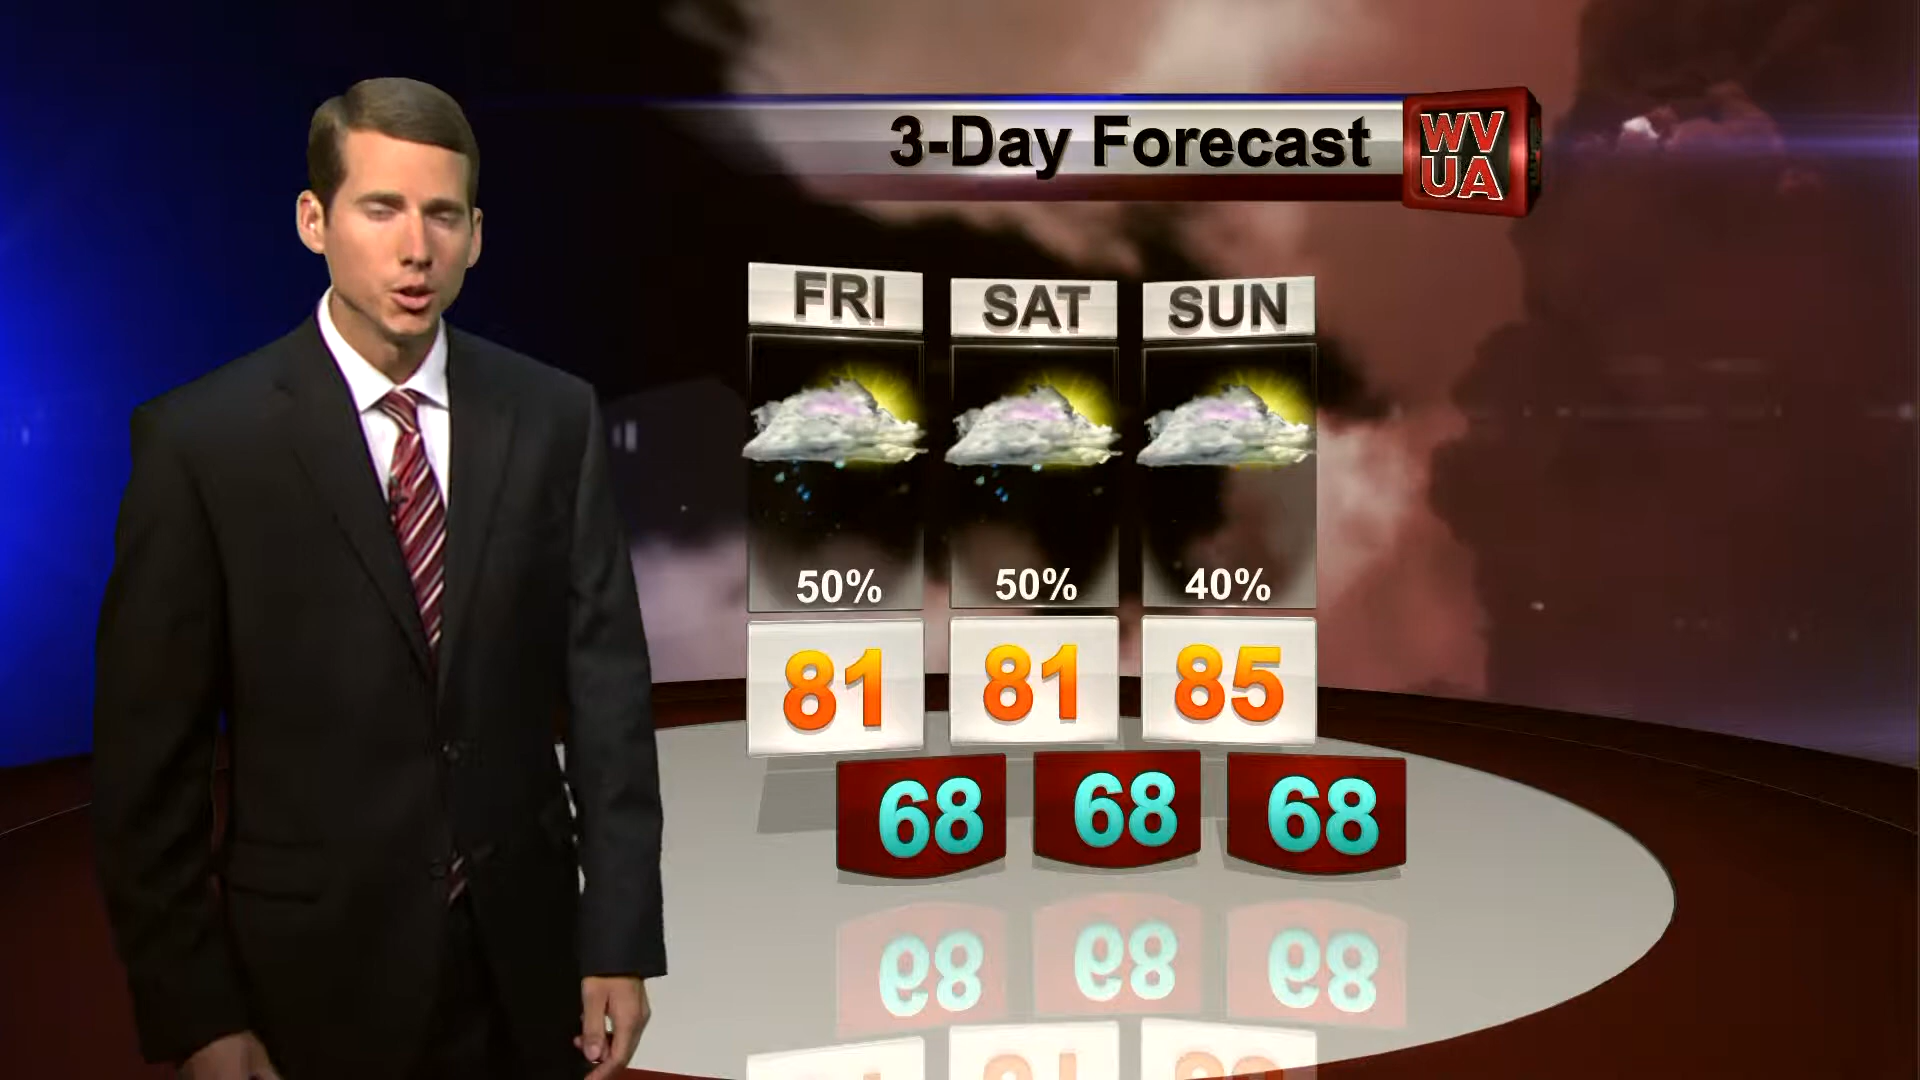 3-Day Forecast
WV
UA
FRI SAT SUN
50% 50% 40%
81 81 85
68 68 68